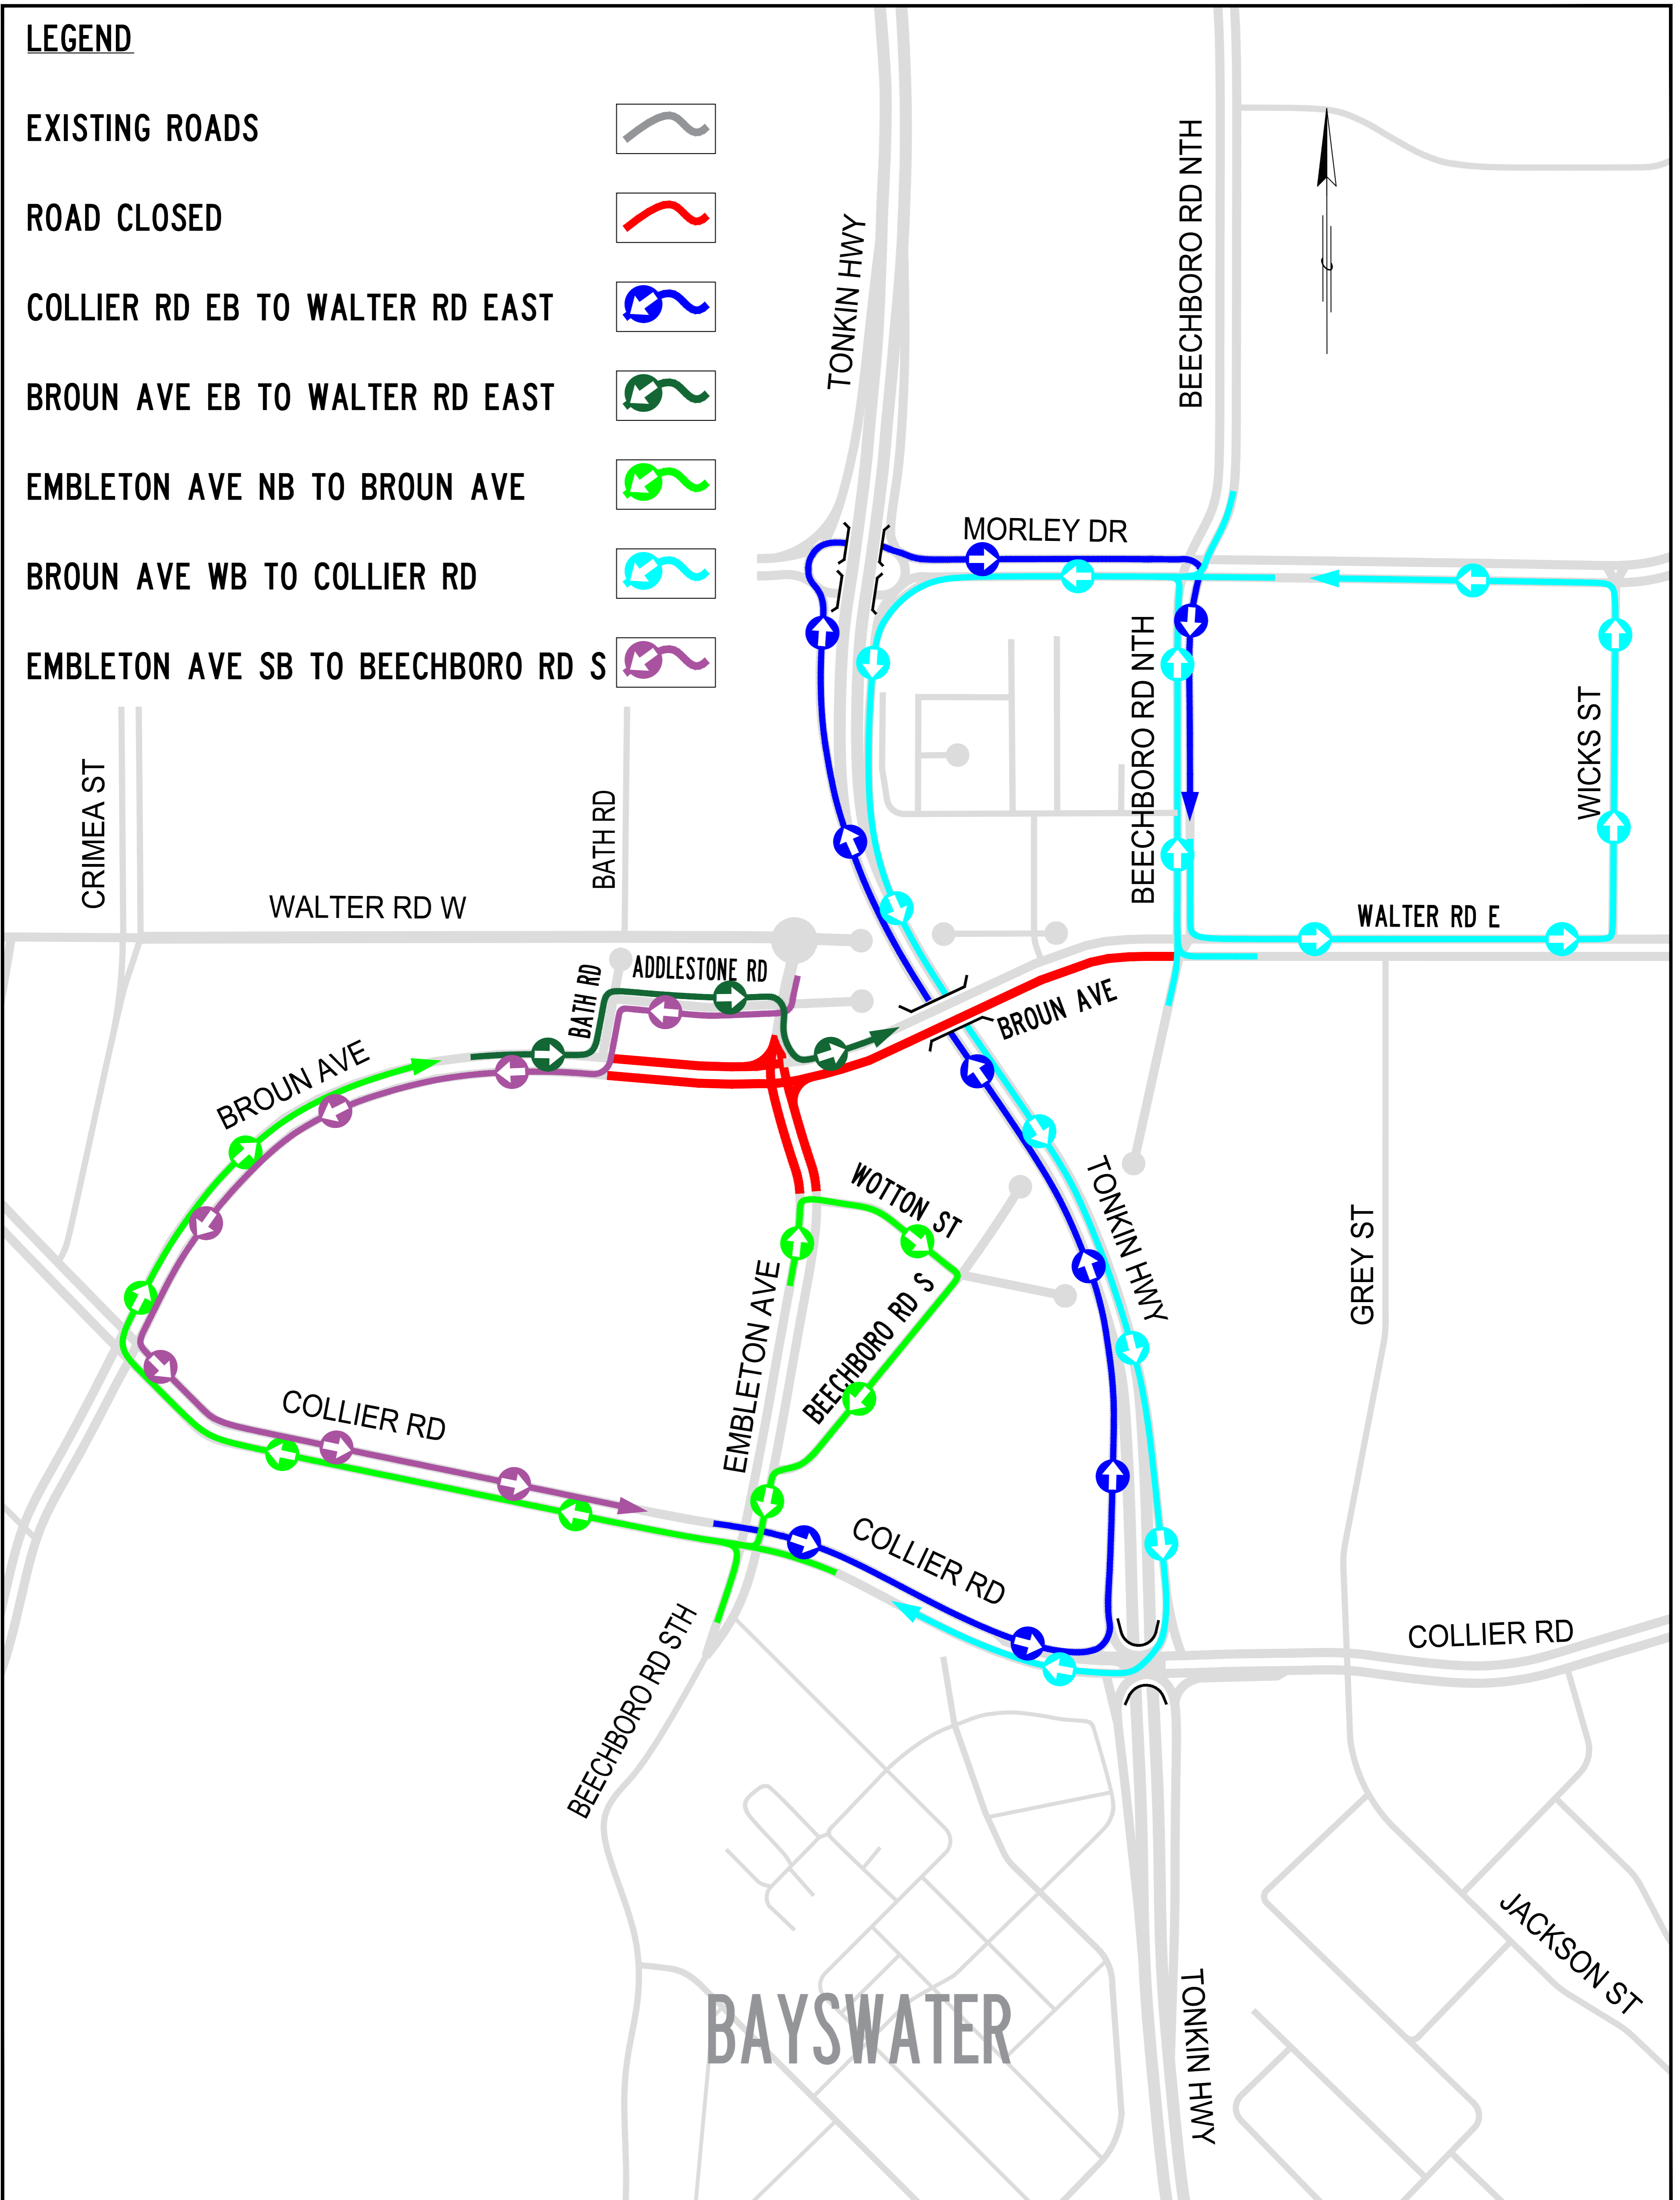 LEGEND
EXISTING ROADS
ROAD CLOSED
COLLIER RD EB TO WALTER RD EAST
BROUN AVE EB TO WALTER RD EAST
EMBLETON AVE NB TO BROUN AVE
BROUN AVE WB TO COLLIER RD
EMBLETON AVE SB TO BEECHBORO RD S
BEECHBORO RD NTH
TONKIN HWY
MORLEY DR
BEECHBORO RD NTH
WICKS ST
CRIMEA ST
BATH RD
WALTER RD W
WALTER RD E
ADDLESTONE RD
BATH RD
BROUN AVE
BROUN AVE
WOTTON ST
TONKIN HWY
GREY ST
EMBLETON AVE
BEECHBORO RD S
COLLIER RD
COLLIER RD
COLLIER RD
BEECHBORO RD STH
JACKSON ST
BAYSWATER
TONKIN HWY